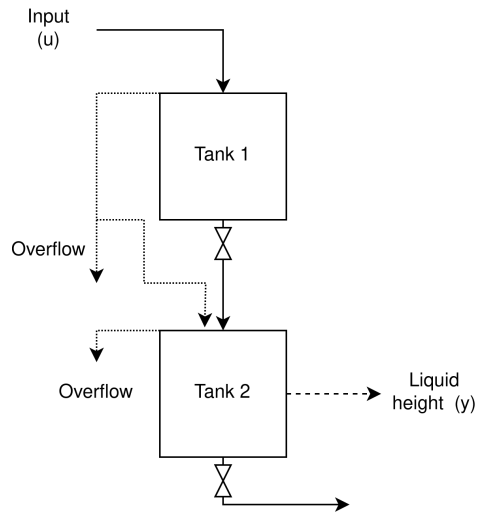 Input
(u)
Tank 1
Overflow
Tank 2
Overflow
Liquid
height (y)